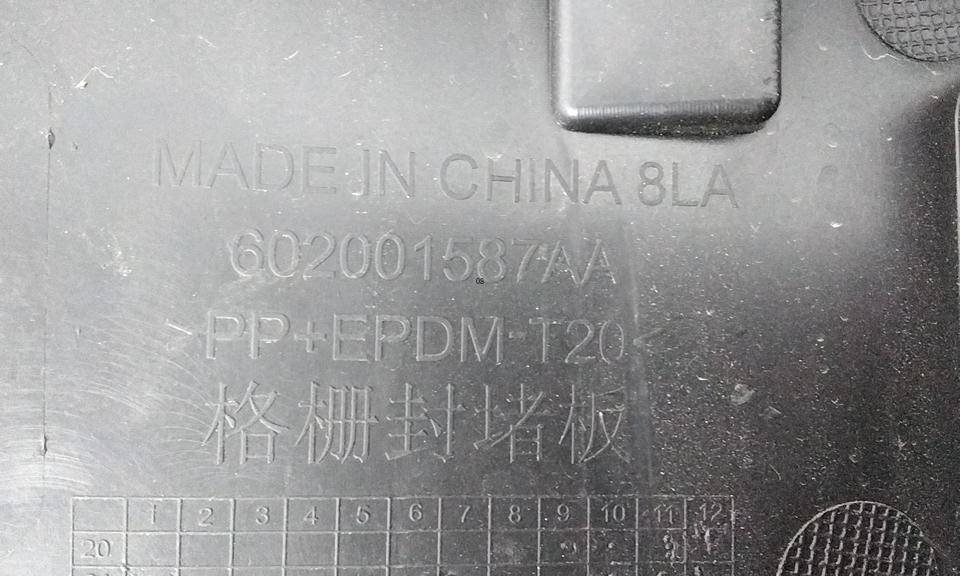 MADE IN CHINA 8LA
602001587AA
>PP+EPDM-T20<
格栅封堵板
1 2 3 4 5 6 7 8 9 10 11 12
20